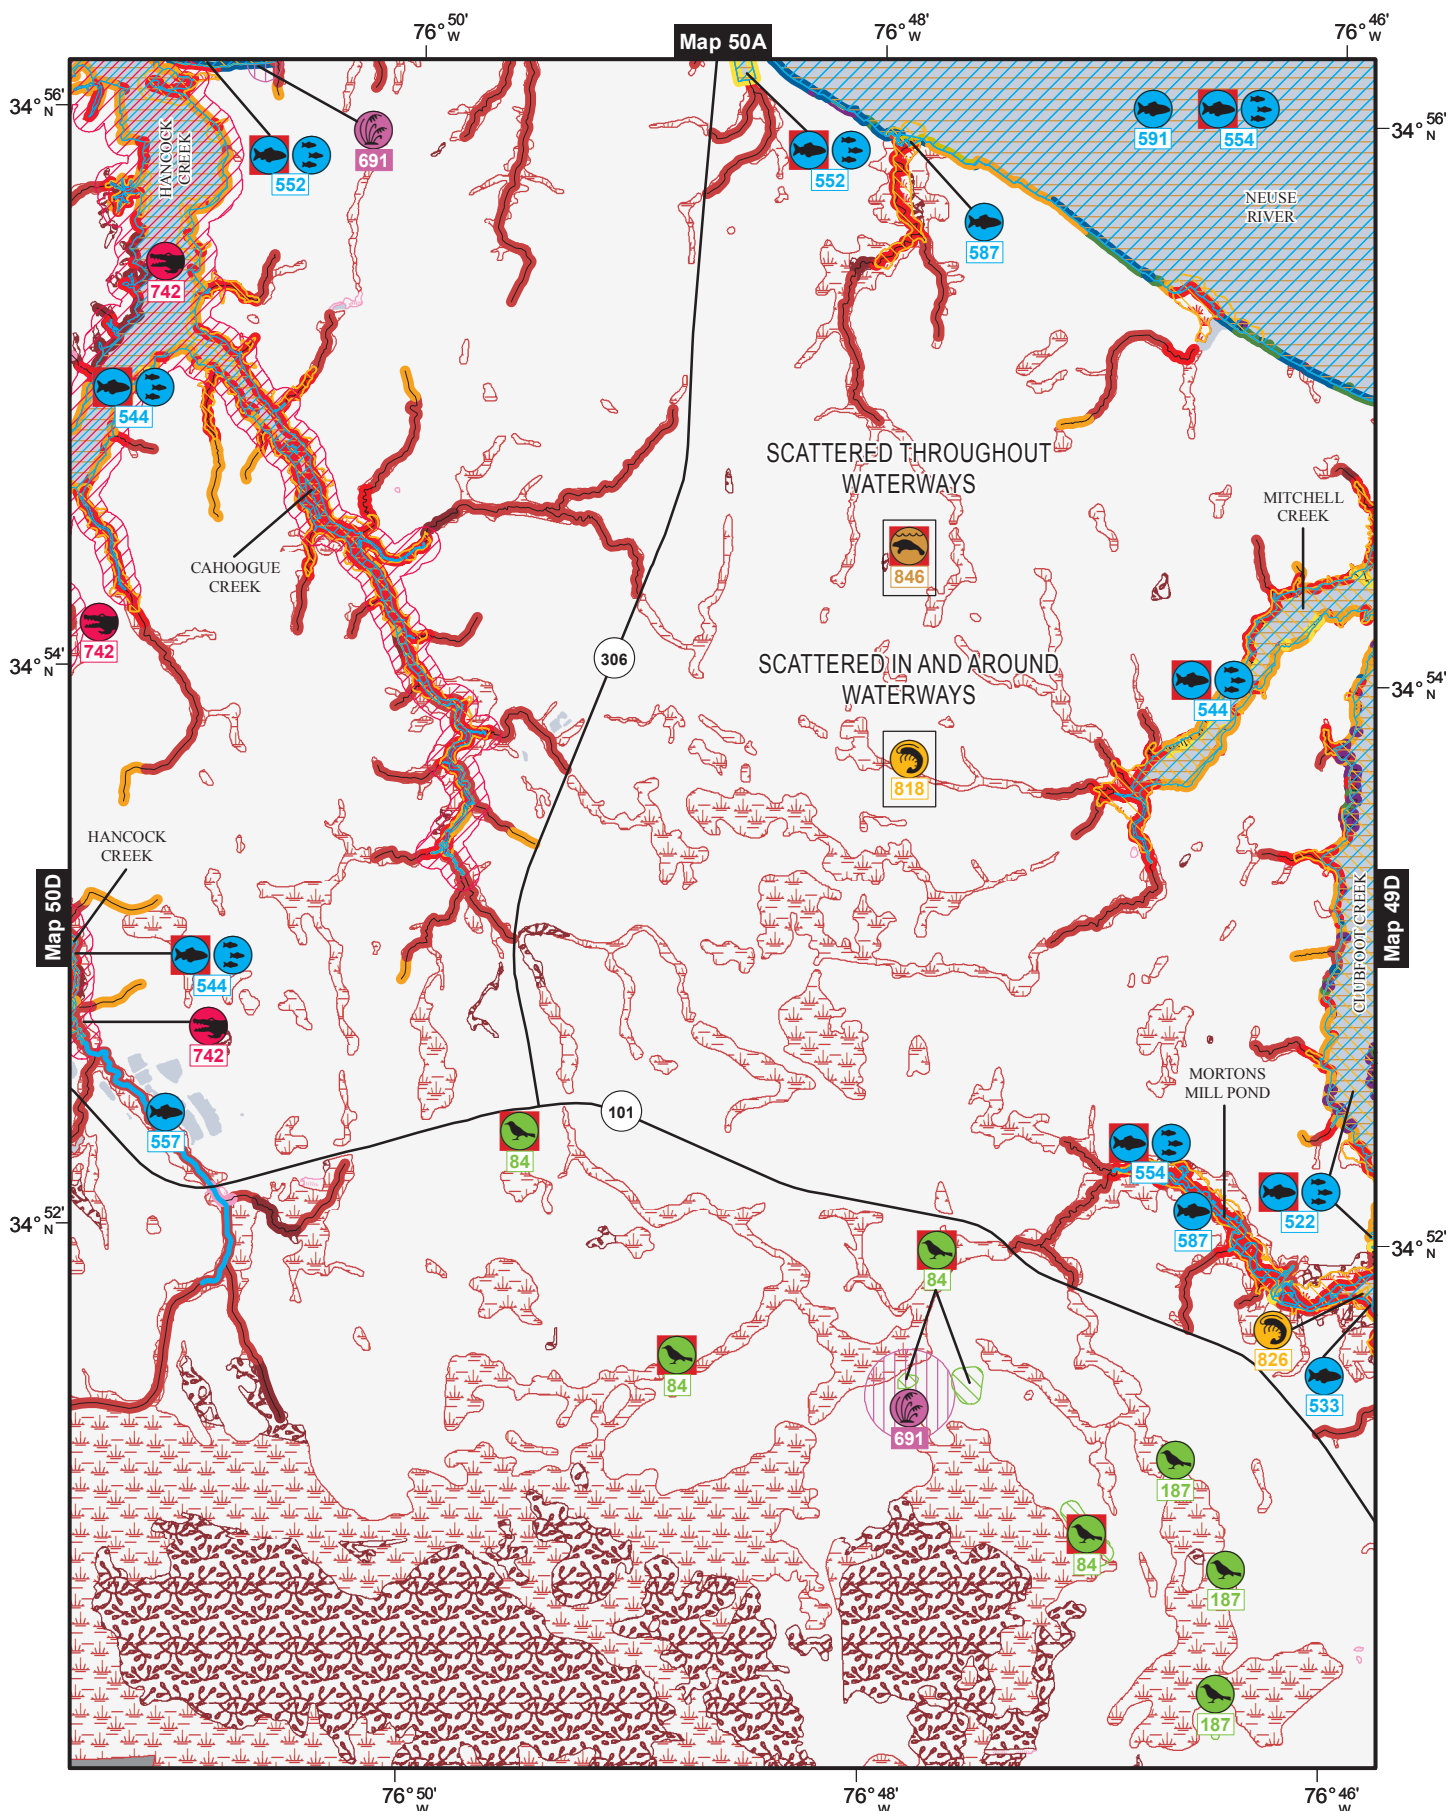 76° 50'
W
76° 48'
W
76° 46'
W
Map 50A
34° 56'
N
34° 56'
N
HANCOCK
CREEK
691
552
552
591
554
NEUSE
RIVER
587
742
544
SCATTERED THROUGHOUT
WATERWAYS
MITCHELL
CREEK
846
CAHOOGUE
CREEK
742
306
34° 54'
N
34° 54'
N
SCATTERED IN AND AROUND
WATERWAYS
544
818
HANCOCK
CREEK
Map 50D
Map 49D
CLUBFOOT CREEK
544
742
MORTONS
MILL POND
101
557
84
554
587
522
34° 52'
N
34° 52'
N
84
826
84
533
691
187
84
187
187
76° 50'
W
76° 48'
W
76° 46'
W